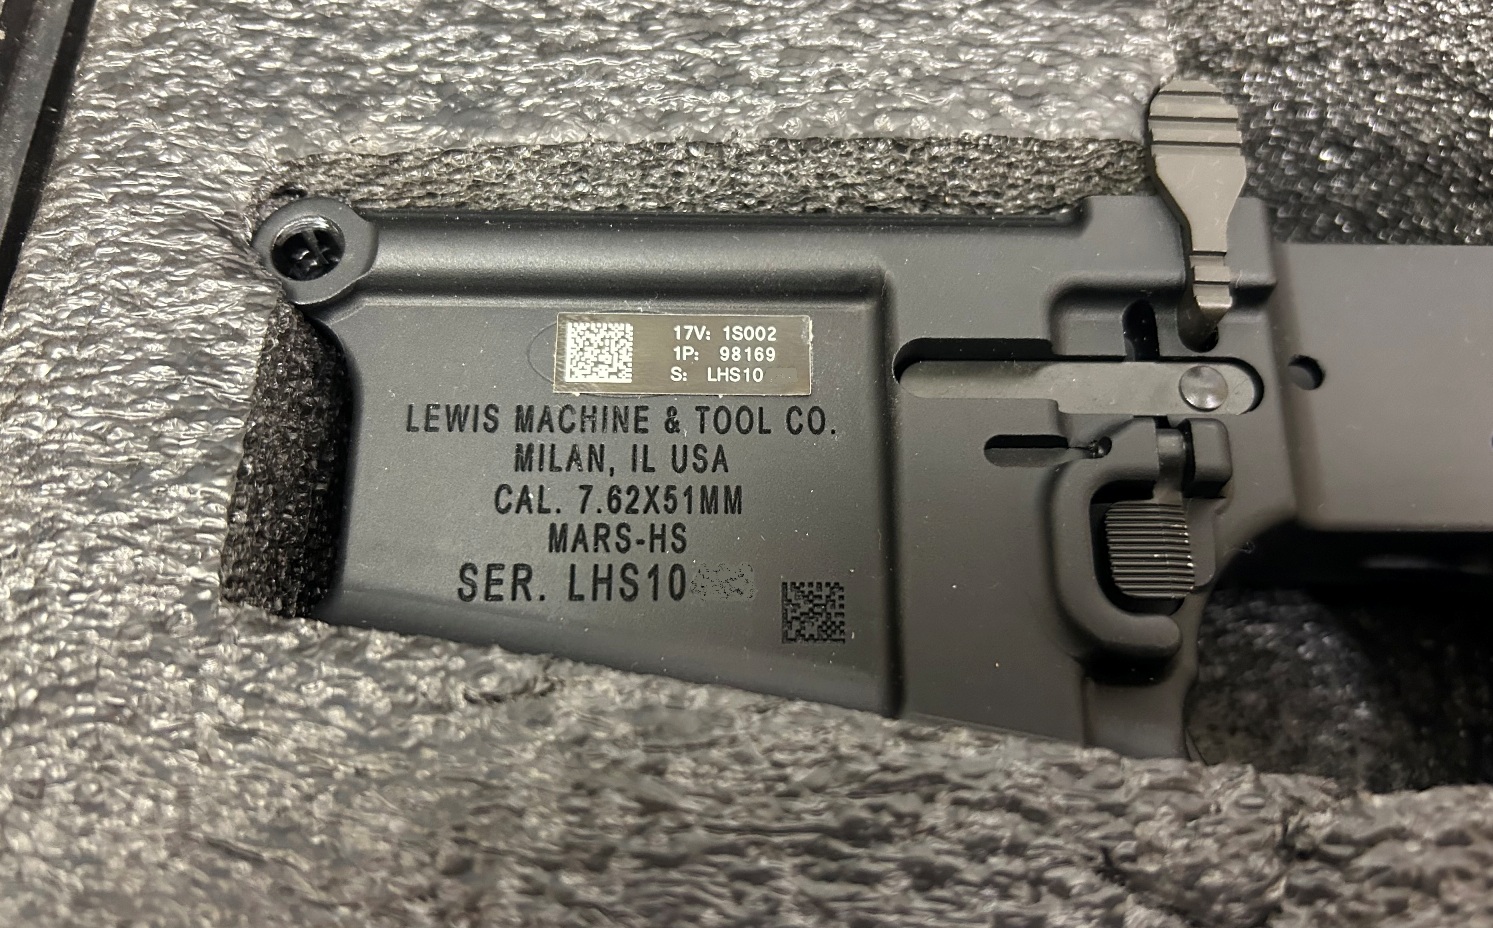 17V: 1S002
1P: 98169
S: LHS10
LEWIS MACHINE & TOOL CO.
MILAN, IL USA
CAL. 7.62X51MM
MARS-HS
SER. LHS10